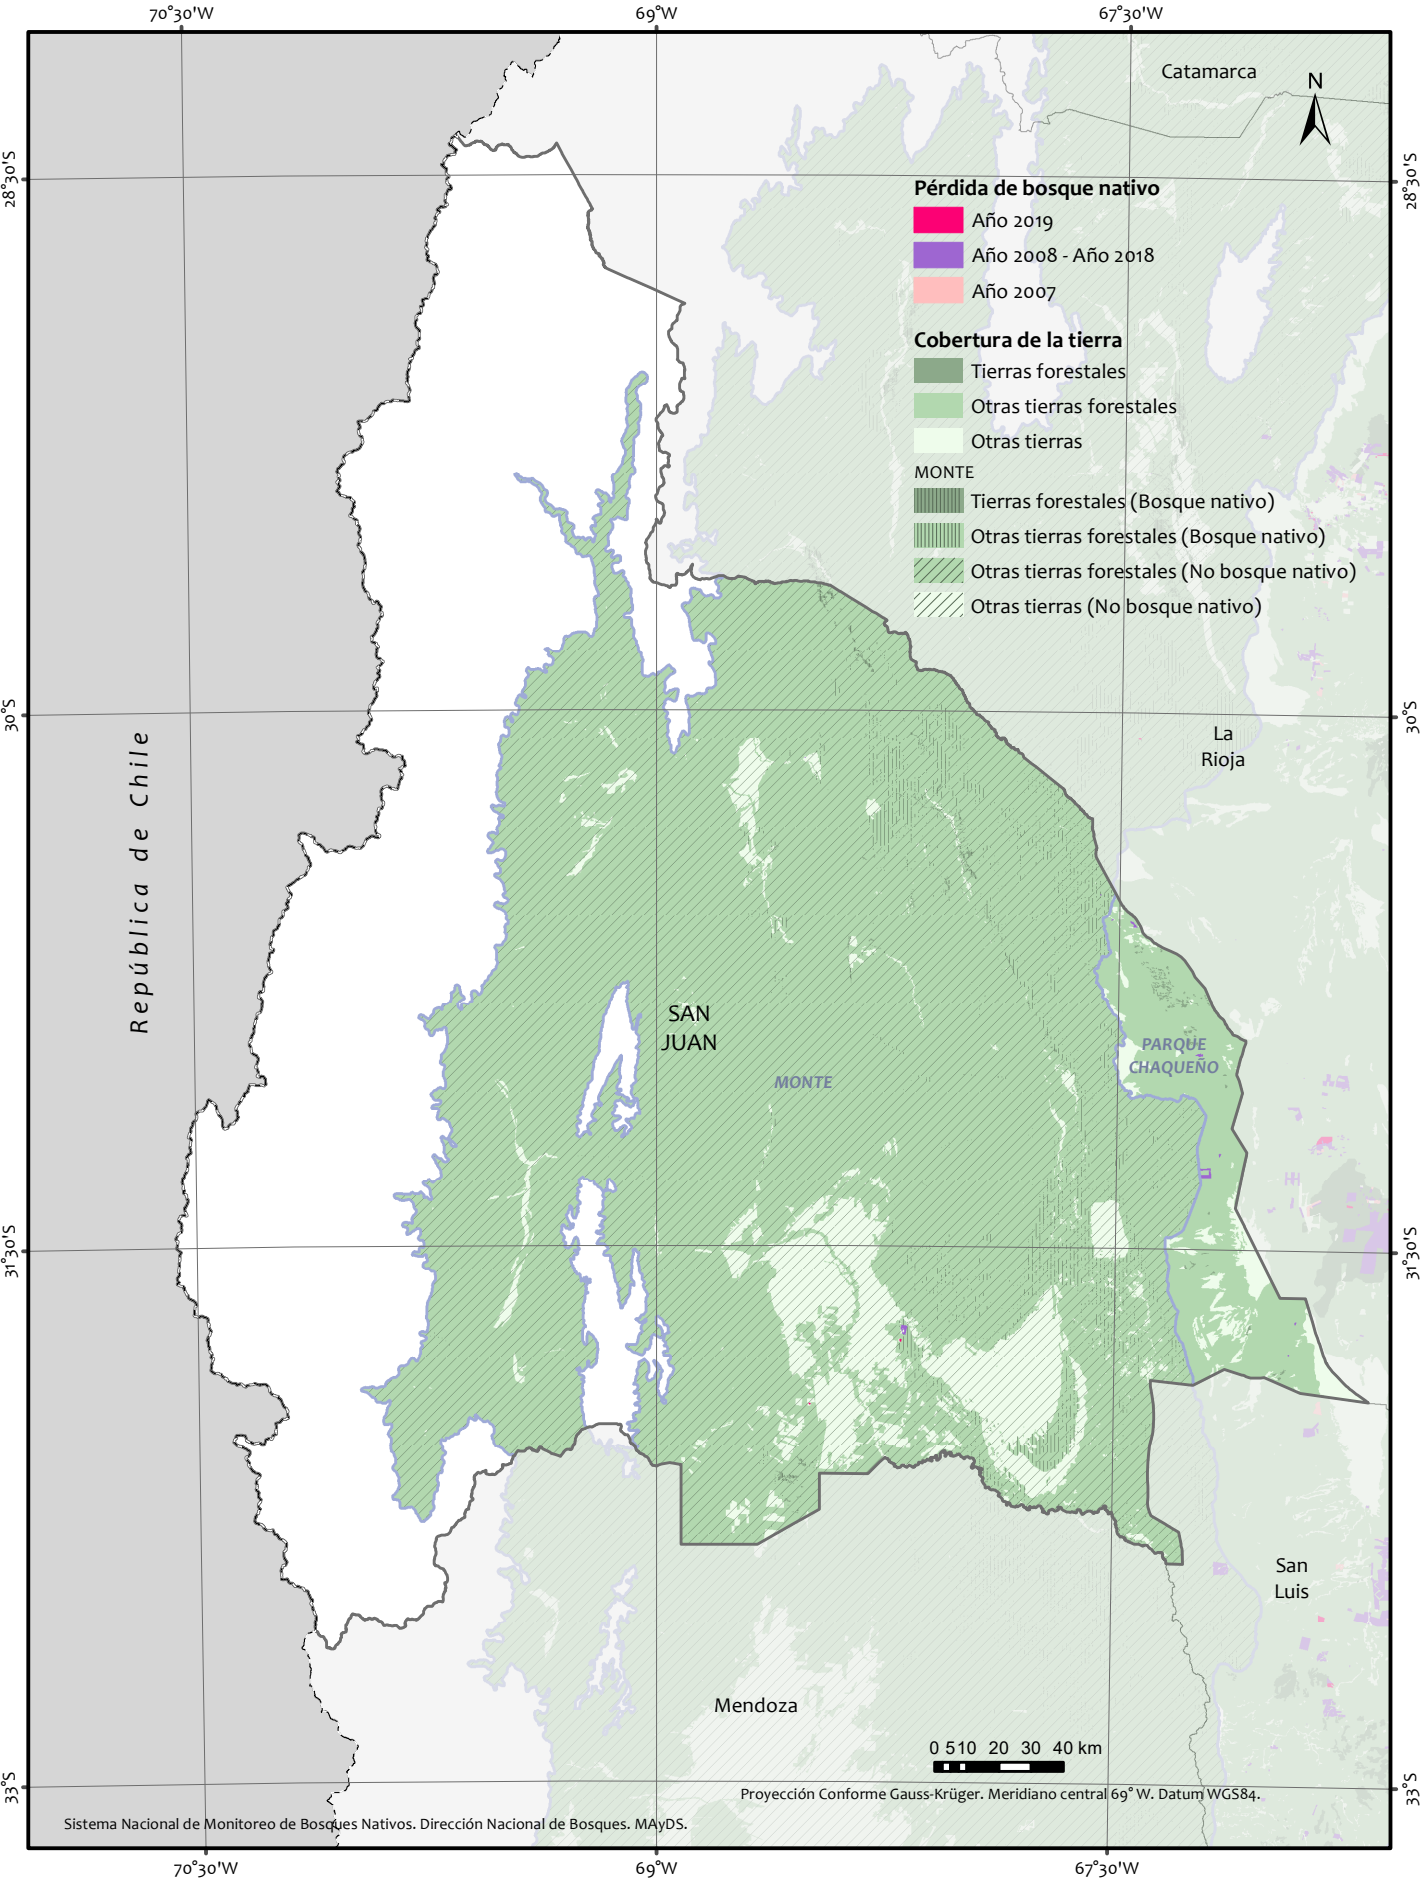 70°30'W
69°W
67°30'W
Catamarca
N
28°30'S
28°30'S
Pérdida de bosque nativo
Año 2019
Año 2008 - Año 2018
Año 2007
Cobertura de la tierra
Tierras forestales
Otras tierras forestales
Otras tierras
MONTE
Tierras forestales (Bosque nativo)
Otras tierras forestales (Bosque nativo)
Otras tierras forestales (No bosque nativo)
Otras tierras (No bosque nativo)
30°S
30°S
La
Rioja
República de Chile
SAN
JUAN
MONTE
PARQUE
CHAQUEÑO
31°30'S
31°30'S
San
Luis
Mendoza
0 5 10 20 30 40 km
33°S
33°S
Proyección Conforme Gauss-Krüger. Meridiano central 69° W. Datum WGS84.
Sistema Nacional de Monitoreo de Bosques Nativos. Dirección Nacional de Bosques. MAyDS.
70°30'W
69°W
67°30'W